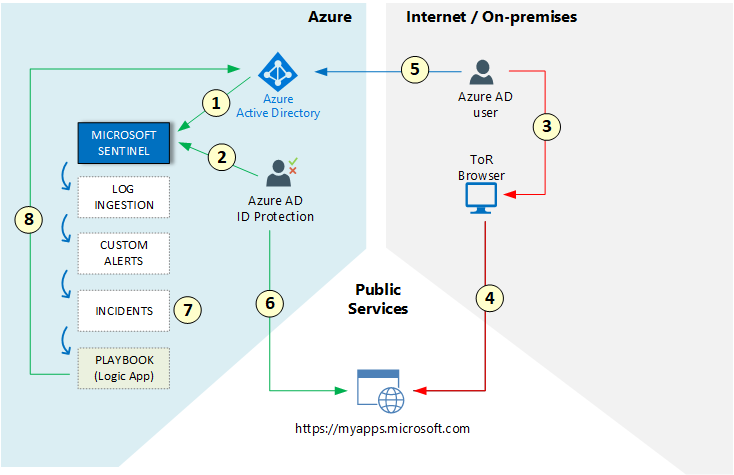 Azure
Internet / On-premises
5
Azure
Active Directory
Azure AD
user
1
3
MICROSOFT
SENTINEL
2
ToR
Browser
LOG
INGESTION
Azure AD
ID Protection
8
CUSTOM
ALERTS
Public
Services
6
4
INCIDENTS
7
PLAYBOOK
(Logic App)
https://myapps.microsoft.com